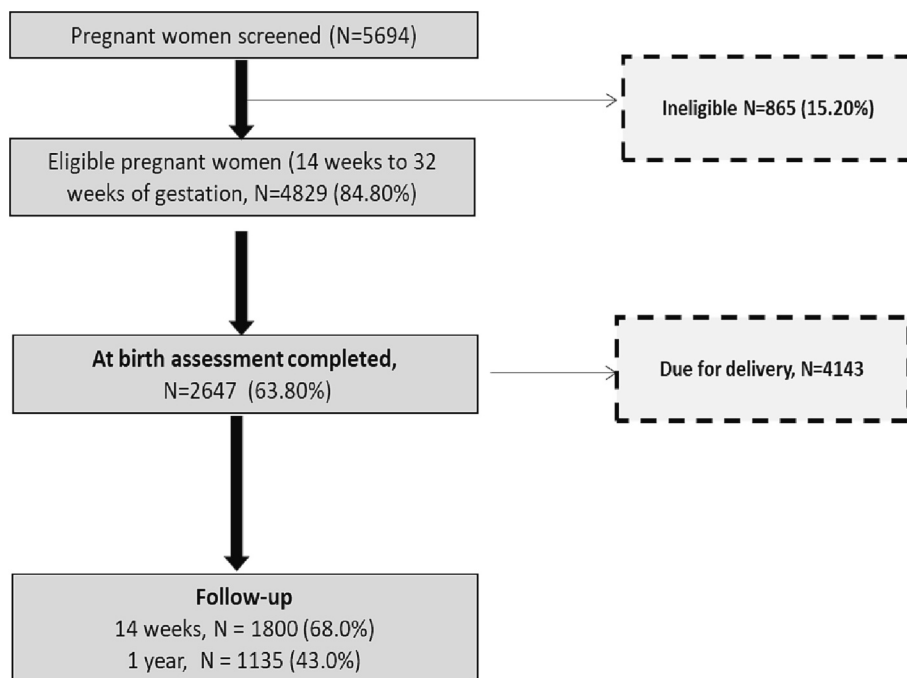 Pregnant women screened (N=5694)
Ineligible N=865 (15.20%)
Eligible pregnant women (14 weeks to 32
weeks of gestation, N=4829 (84.80%)
At birth assessment completed,
N=2647 (63.80%)
Due for delivery, N=4143
Follow-up
14 weeks, N = 1800 (68.0%)
1 year, N = 1135 (43.0%)